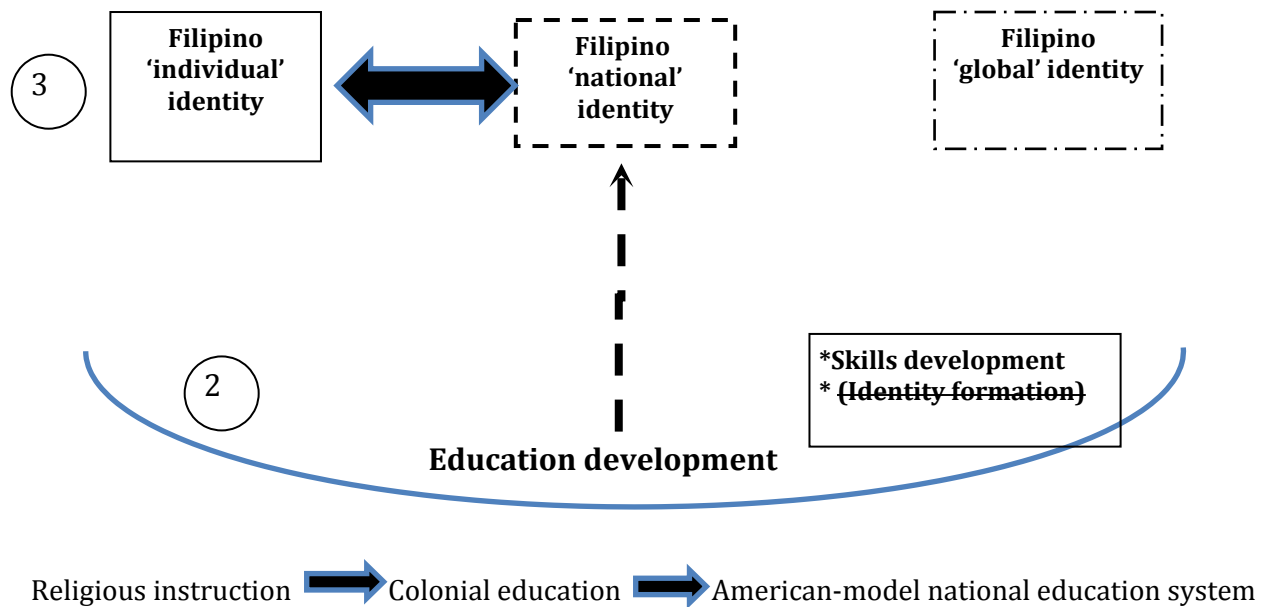 3
Filipino
‘individual’
identity
Filipino
‘national’
identity
Filipino
‘global’ identity
2
*Skills development
* (Identity formation)
Education development
Religious instruction Colonial education American-model national education system